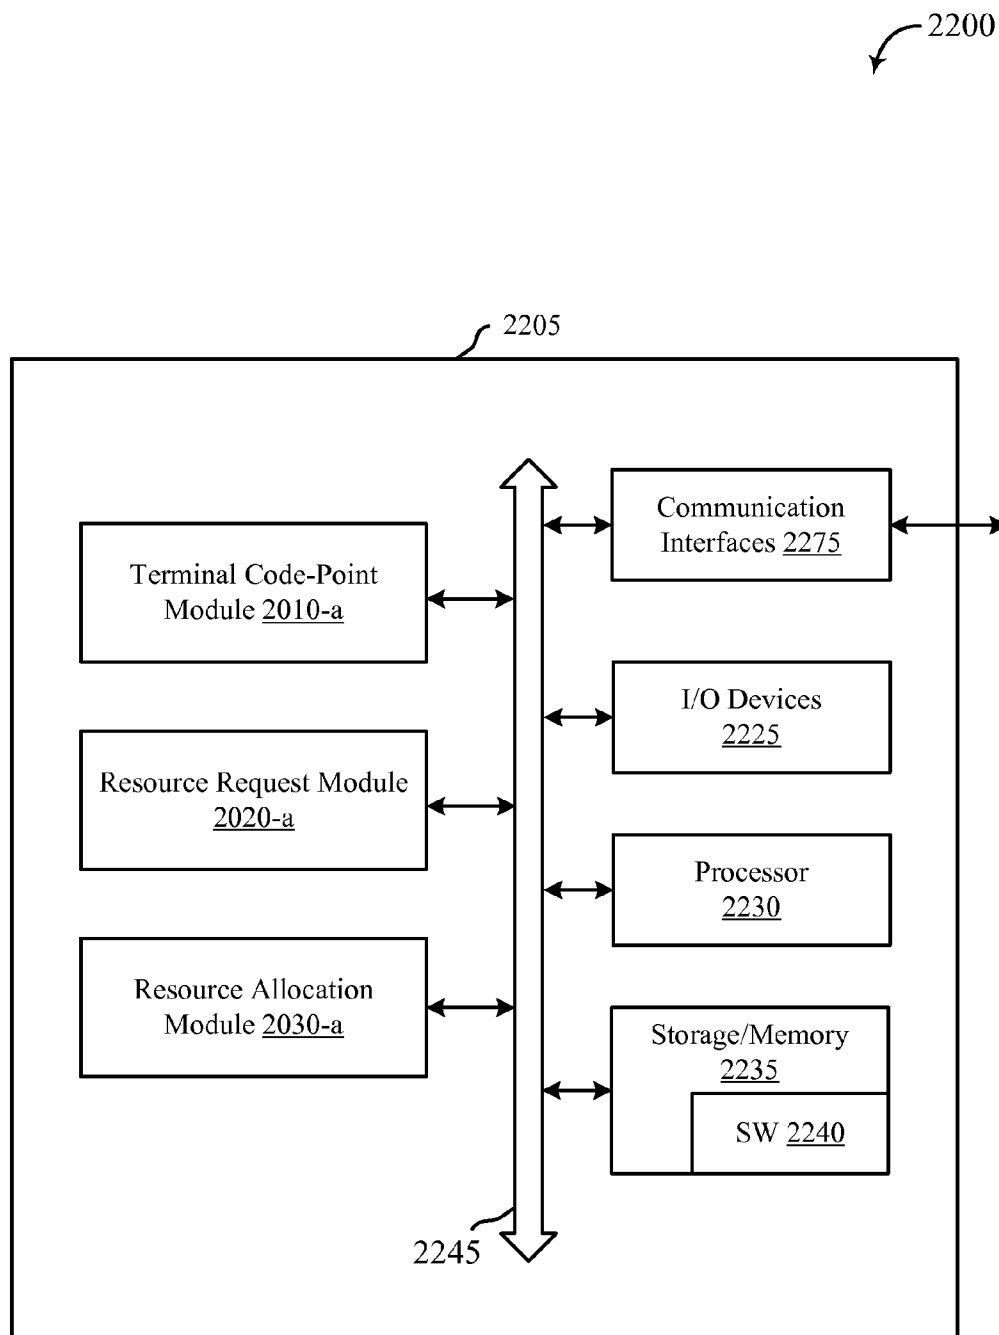 2200
2205
Terminal Code-Point
Module 2010-a
Resource Request Module
2020-a
Resource Allocation
Module 2030-a
Communication
Interfaces 2275
I/O Devices
2225
Processor
2230
Storage/Memory
2235
SW 2240
2245